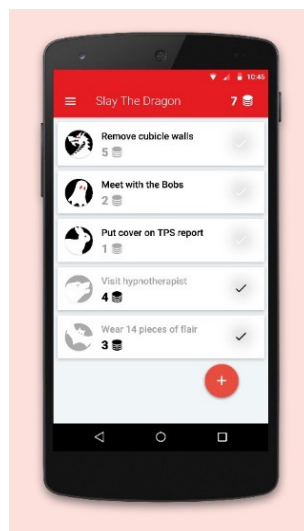 10:45
Slay The Dragon 7
Remove cubicle walls
5
Meet with the Bobs
2
Put cover on TPS report
1
Visit hypnotherapist
4
Wear 14 pieces of flair
3